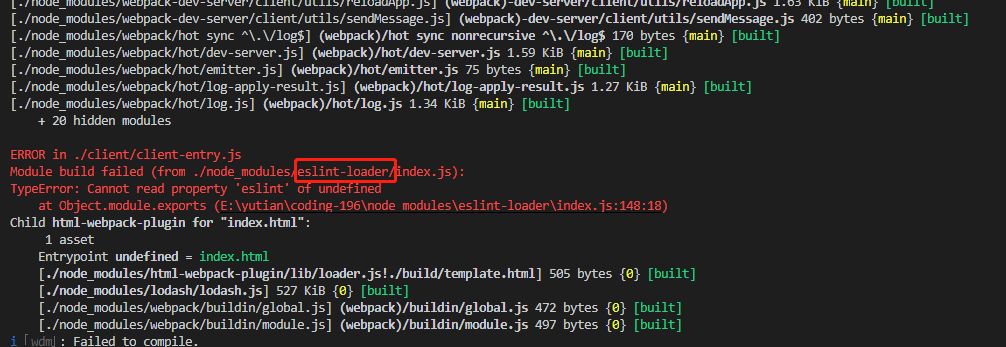 [./node_modules/webpack-dev-server/client/utils/reloadApp.js] (webpack)-dev-server/client/utils/reloadApp.js 1.63 KiB {main} [built]
[./node_modules/webpack-dev-server/client/utils/sendMessage.js] (webpack)-dev-server/client/utils/sendMessage.js 402 bytes {main} [built]
[./node_modules/webpack/hot sync ^\.\/log$] (webpack)/hot sync nonrecursive ^\.\/log$ 170 bytes {main} [built]
[./node_modules/webpack/hot/dev-server.js] (webpack)/hot/dev-server.js 1.59 KiB {main} [built]
[./node_modules/webpack/hot/emitter.js] (webpack)/hot/emitter.js 75 bytes {main} [built]
[./node_modules/webpack/hot/log-apply-result.js] (webpack)/hot/log-apply-result.js 1.27 KiB {main} [built]
[./node_modules/webpack/hot/log.js] (webpack)/hot/log.js 1.34 KiB {main} [built]
+ 20 hidden modules
ERROR in ./client/client-entry.js
Module build failed (from ./node_modules/eslint-loader/index.js):
TypeError: Cannot read property 'eslint' of undefined
at Object.module.exports (E:\yutian\coding-196\node_modules\eslint-loader\index.js:148:18)
Child html-webpack-plugin for "index.html":
1 asset
Entrypoint undefined = index.html
[./node_modules/html-webpack-plugin/lib/loader.js!./build/template.html] 505 bytes {0} [built]
[./node_modules/lodash/lodash.js] 527 KiB {0} [built]
[./node_modules/webpack/buildin/global.js] (webpack)/buildin/global.js 472 bytes {0} [built]
[./node_modules/webpack/buildin/module.js] (webpack)/buildin/module.js 497 bytes {0} [built]
i 「wdm」: Failed to compile.